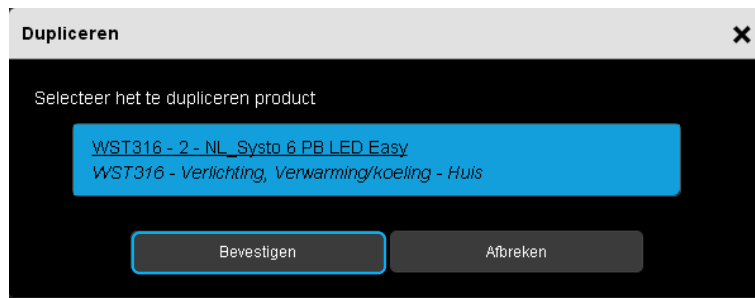 Dupliceren
Selecteer het te dupliceren product
WST316 - 2 - NL_Systo 6 PB LED Easy
WST316 - Verlichting, Verwarming/koeling - Huis
Bevestigen
Afbreken